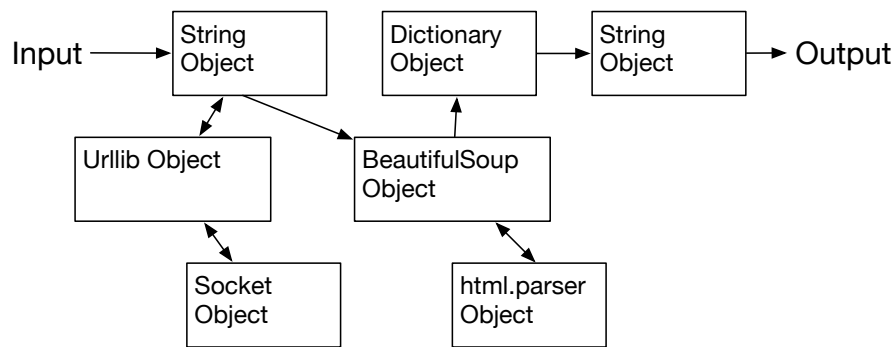 Input
String
Object
Dictionary
Object
String
Object
Output
Urllib Object
BeautifulSoup
Object
Socket
Object
html.parser
Object